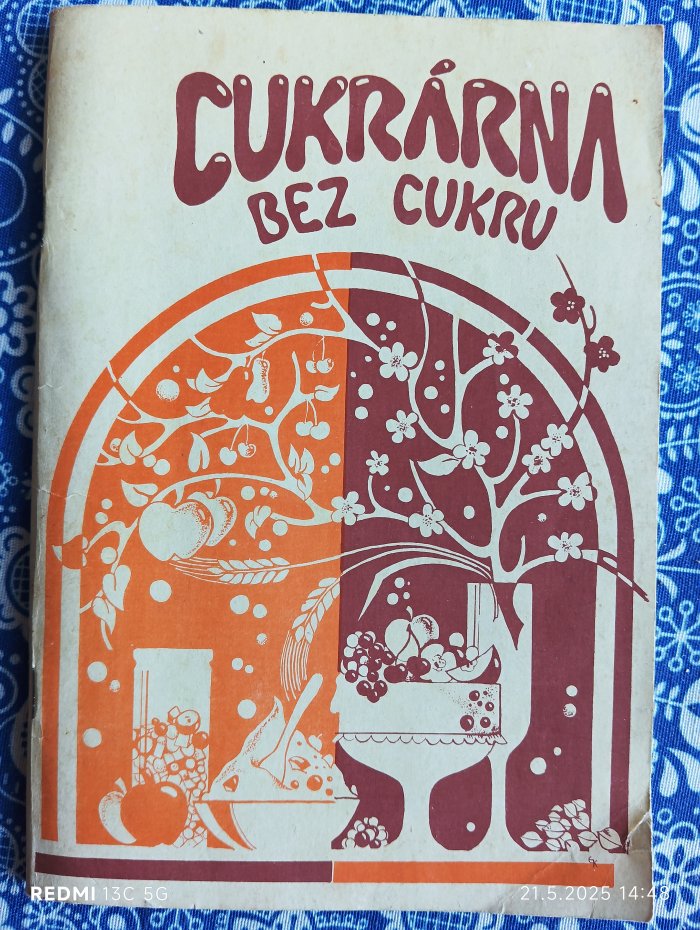 CUKRÁRNA
BEZ CUKRU
REDMI 13C 5G
21.5.2025 14:48